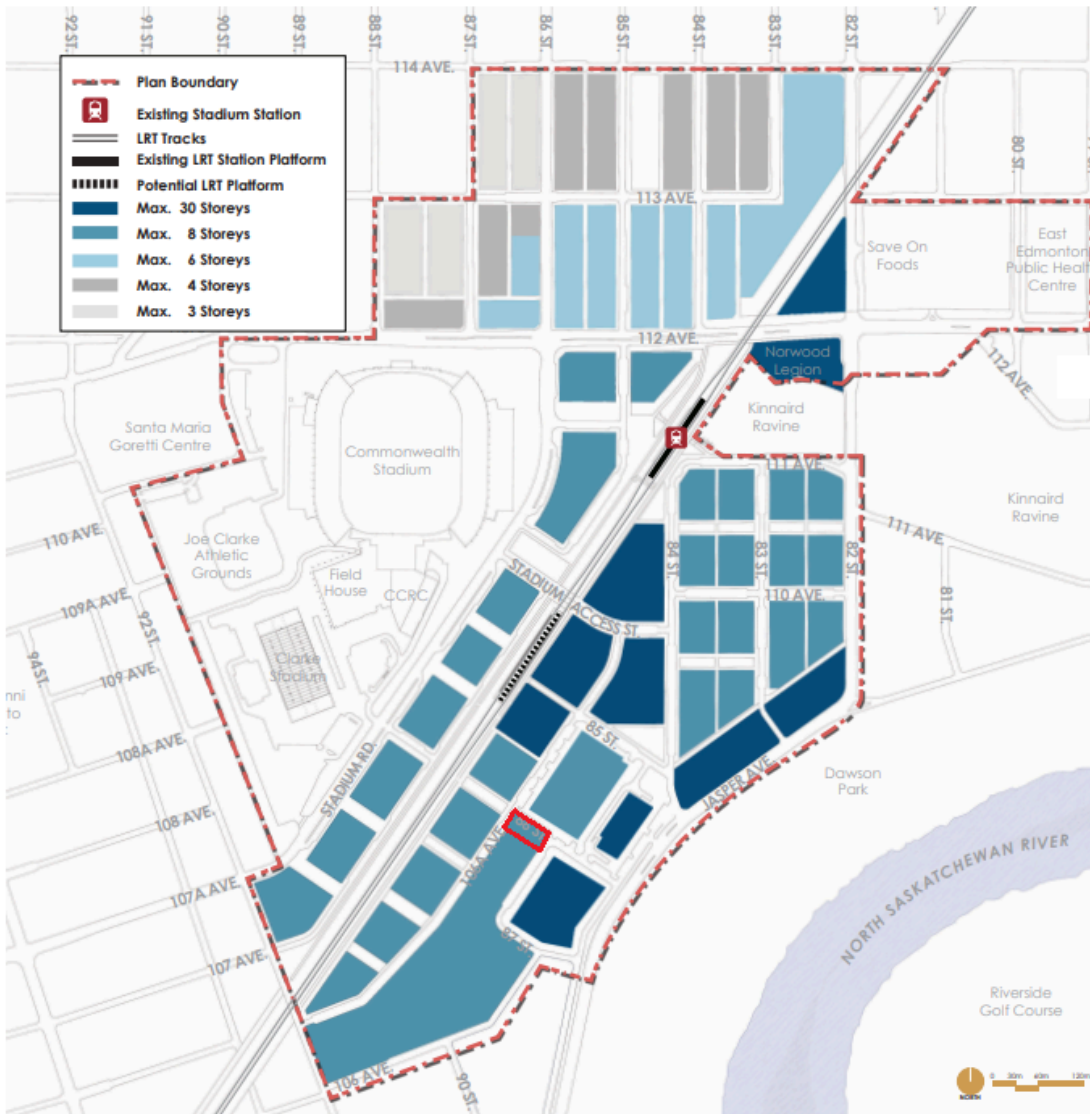 92 ST.
91 ST.
90 ST.
89 ST.
88 ST.
87 ST.
86 ST.
85 ST.
84 ST.
83 ST.
82 ST.
114 AVE.
Plan Boundary
Existing Stadium Station
LRT Tracks
Existing LRT Station Platform
Potential LRT Platform
Max. 30 Storeys
Max. 8 Storeys
Max. 6 Storeys
Max. 4 Storeys
Max. 3 Storeys
80 ST.
113 AVE.
Save On
Foods
East
Edmonton
Public Healt
Centre
112 AVE.
Norwood
Legion
112 AVE.
Kinnaird
Ravine
Santa Maria
Goretti Centre
Commonwealth
Stadium
111 AVE.
Kinnaird
Ravine
111 AVE.
110 AVE.
Joe Clarke
Athletic
Grounds
Field
House
CCRC
STADIUM ACCESS ST.
84 ST.
83 ST.
82 ST.
110 AVE.
81 ST.
109A AVE.
92 ST.
94 ST.
109 AVE.
Clarke
Stadium
nni
to
108A AVE.
85 ST.
STADIUM RD.
JASPER AVE.
Dawson
Park
108 AVE.
106A AVE.
107A AVE.
87 ST.
107 AVE.
NORTH SASKATCHEWAN RIVER
Riverside
Golf Course
106 AVE.
90 ST.
NORTH
0 30m 60m 120m